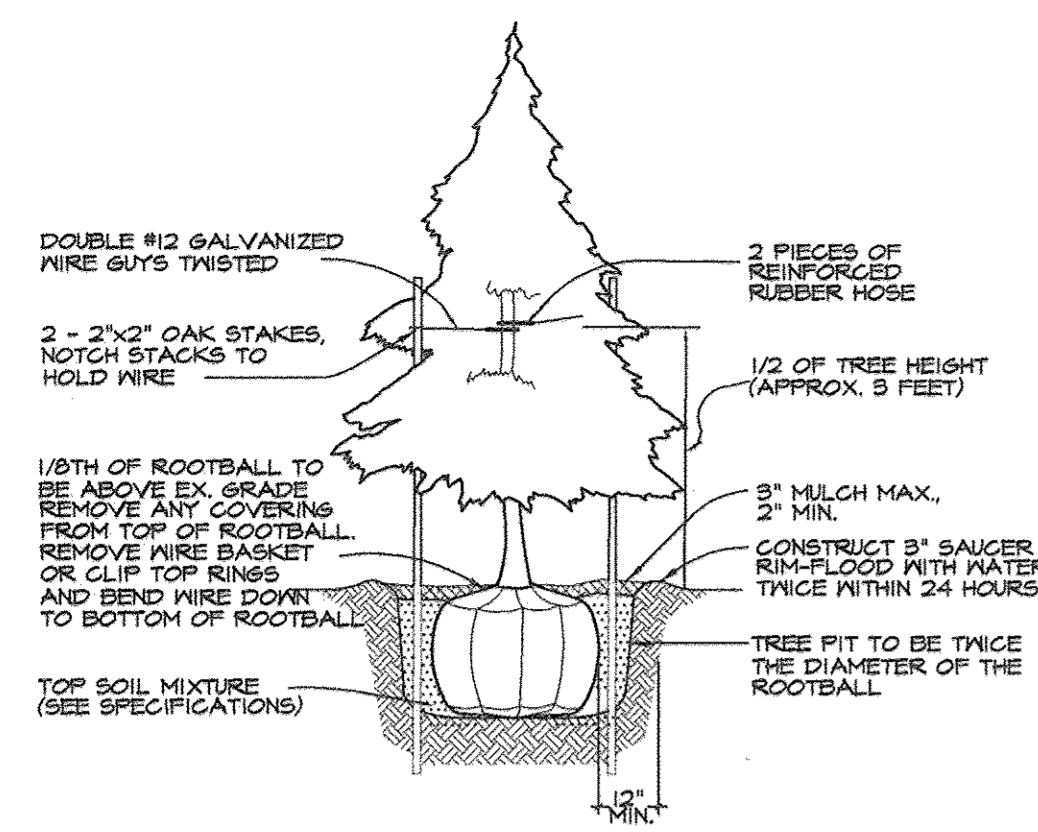 DOUBLE #12 GALVANIZED
WIRE GUYS TWISTED
2 - 2"x2" OAK STAKES,
NOTCH STACKS TO
HOLD WIRE
1/8TH OF ROOTBALL TO
BE ABOVE EX. GRADE
REMOVE ANY COVERING
FROM TOP OF ROOTBALL.
REMOVE WIRE BASKET
OR CLIP TOP RINGS
AND BEND WIRE DOWN
TO BOTTOM OF ROOTBALL
TOP SOIL MIXTURE
(SEE SPECIFICATIONS)
2 PIECES OF
REINFORCED
RUBBER HOSE
1/2 OF TREE HEIGHT
(APPROX. 3 FEET)
3" MULCH MAX.,
2" MIN.
CONSTRUCT 3" SAUCER
RIM-FLOOD WITH WATER
TWICE WITHIN 24 HOURS
TREE PIT TO BE TWICE
THE DIAMETER OF THE
ROOTBALL
12"
MIN.